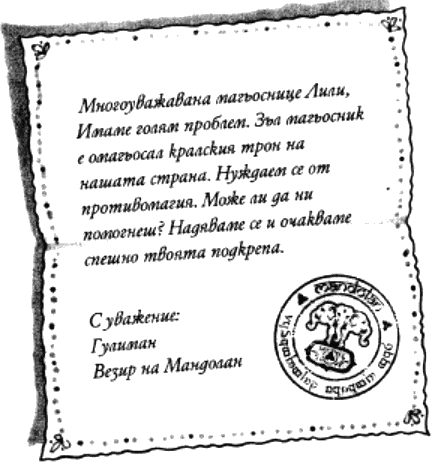 Многоуважавана магьоснице Лили,
Имаме голям проблем. Зъл магьосник
е омагьосал кралския трон на
нашата страна. Нуждаем се от
противомагия. Може ли да ни
помогнеш? Надяваме се и очакваме
спешно твоята подкрепа.
С уважение:
Гулиман
Везир на Мандолан
mandolan